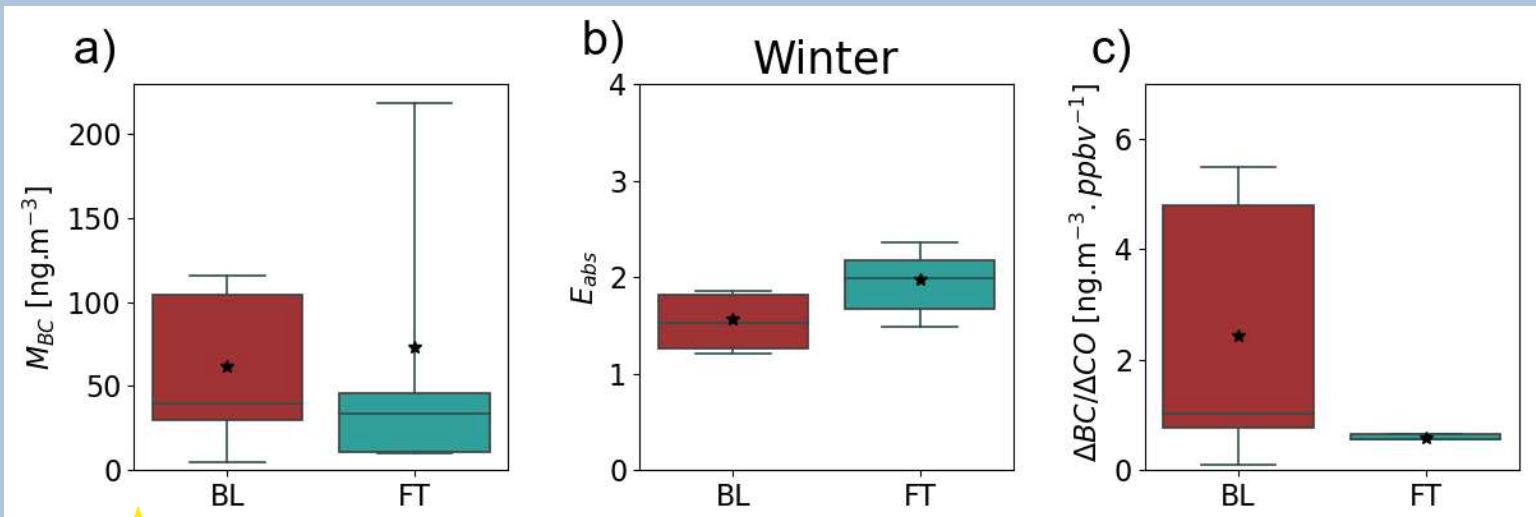 a)
M_BC [ng.m⁻³]
200
150
100
50
0
BL FT
b)
Winter
E_abs
4
3
2
1
0
BL FT
c)
ΔBC/ΔCO [ng.m⁻³. ppbv⁻¹]
6
4
2
0
BL FT